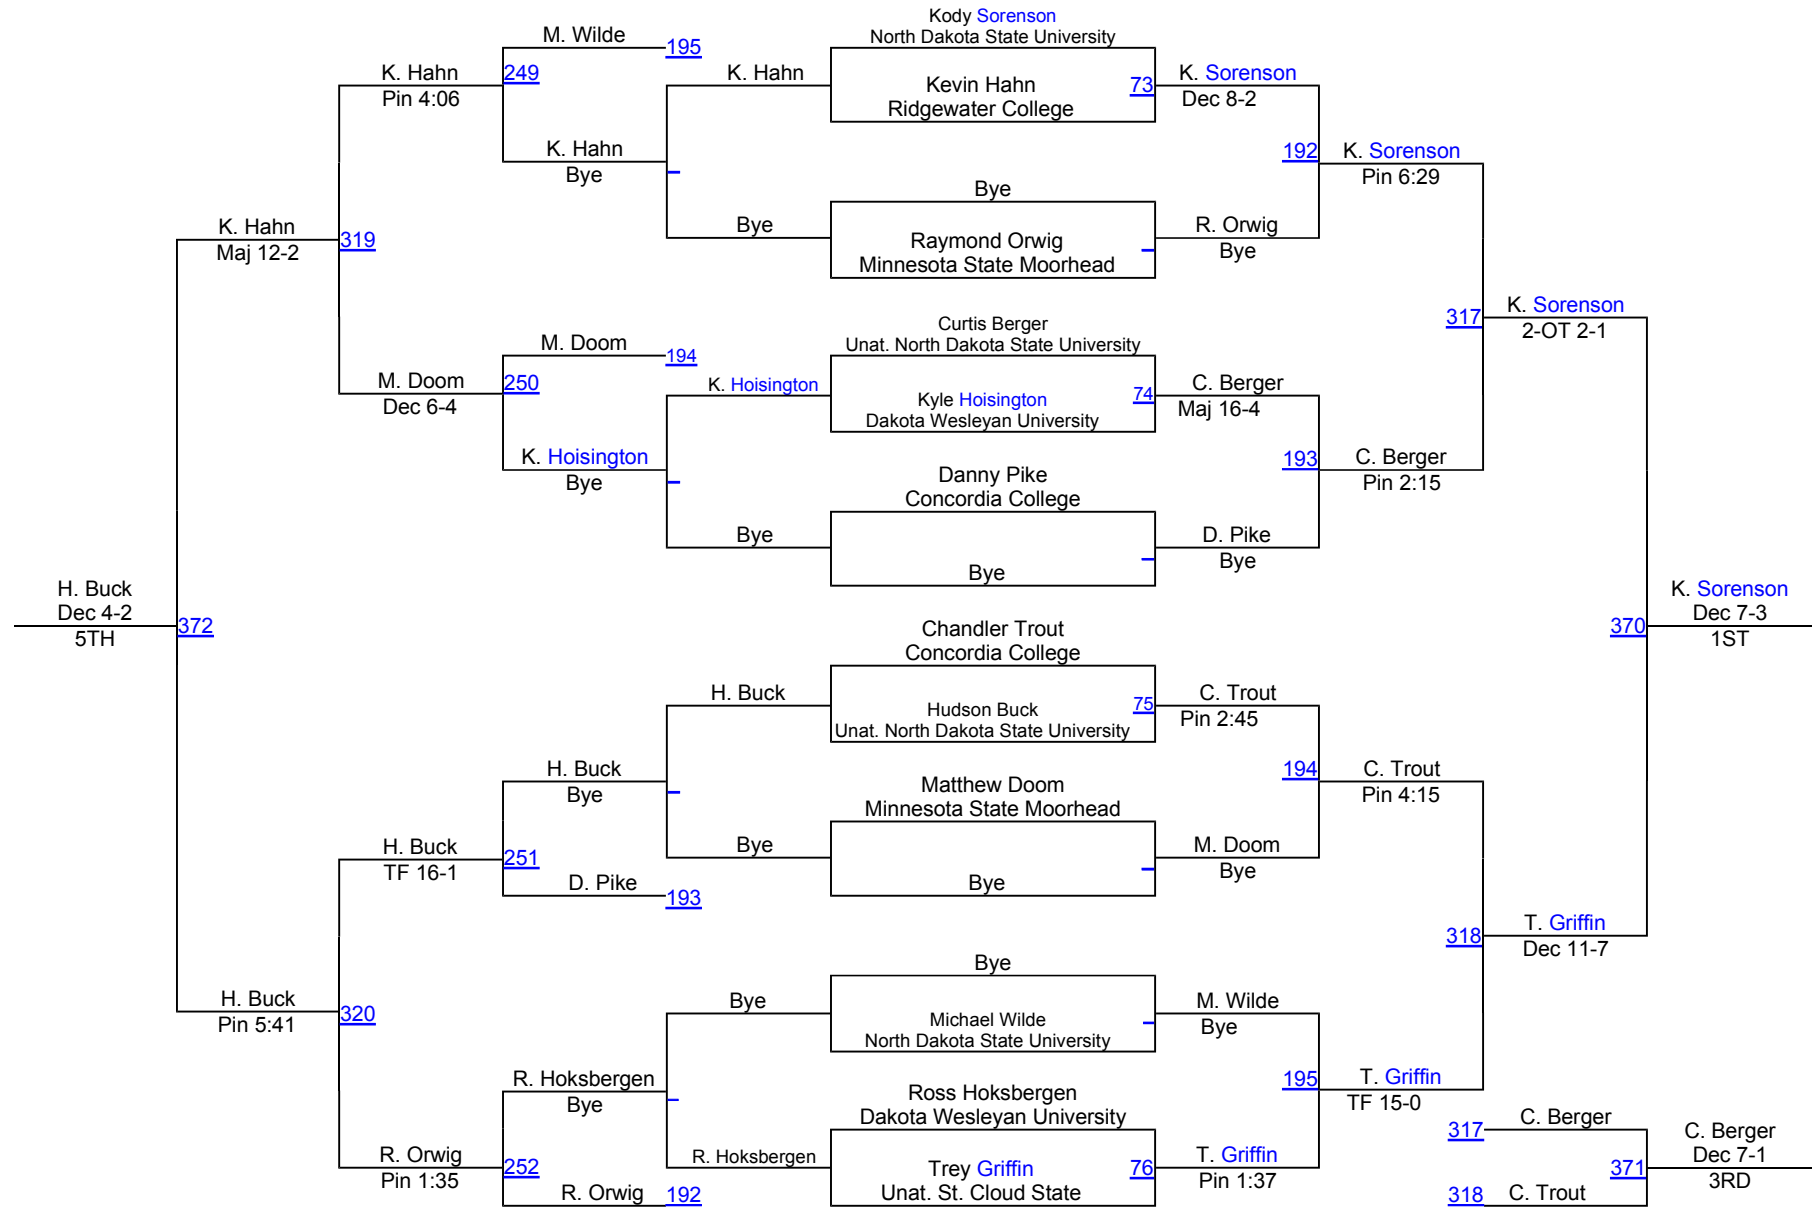 Kody Sorenson
North Dakota State University
M. Wilde
195
K. Hahn
Pin 4:06
249
K. Hahn
Kevin Hahn
Ridgewater College
73
K. Sorenson
Dec 8-2
K. Hahn
Bye
192
K. Sorenson
Pin 6:29
Bye
Bye
Raymond Orwig
Minnesota State Moorhead
R. Orwig
Bye
K. Hahn
Maj 12-2
319
Curtis Berger
Unat. North Dakota State University
317
K. Sorenson
2-OT 2-1
M. Doom
194
M. Doom
Dec 6-4
250
K. Hoisington
Kyle Hoisington
Dakota Wesleyan University
74
C. Berger
Maj 16-4
K. Hoisington
Bye
193
C. Berger
Pin 2:15
Danny Pike
Concordia College
Bye
Bye
D. Pike
Bye
H. Buck
Dec 4-2
5TH
372
370
K. Sorenson
Dec 7-3
1ST
Chandler Trout
Concordia College
H. Buck
Hudson Buck
Unat. North Dakota State University
75
C. Trout
Pin 2:45
H. Buck
Bye
194
C. Trout
Pin 4:15
Matthew Doom
Minnesota State Moorhead
H. Buck
TF 16-1
251
Bye
Bye
M. Doom
Bye
D. Pike
193
318
T. Griffin
Dec 11-7
Bye
H. Buck
Pin 5:41
320
Bye
Michael Wilde
North Dakota State University
M. Wilde
Bye
R. Hoksbergen
Bye
195
T. Griffin
TF 15-0
Ross Hoksbergen
Dakota Wesleyan University
R. Orwig
Pin 1:35
252
R. Hoksbergen
Trey Griffin
Unat. St. Cloud State
76
T. Griffin
Pin 1:37
R. Orwig
192
317
C. Berger
371
C. Berger
Dec 7-1
3RD
318
C. Trout